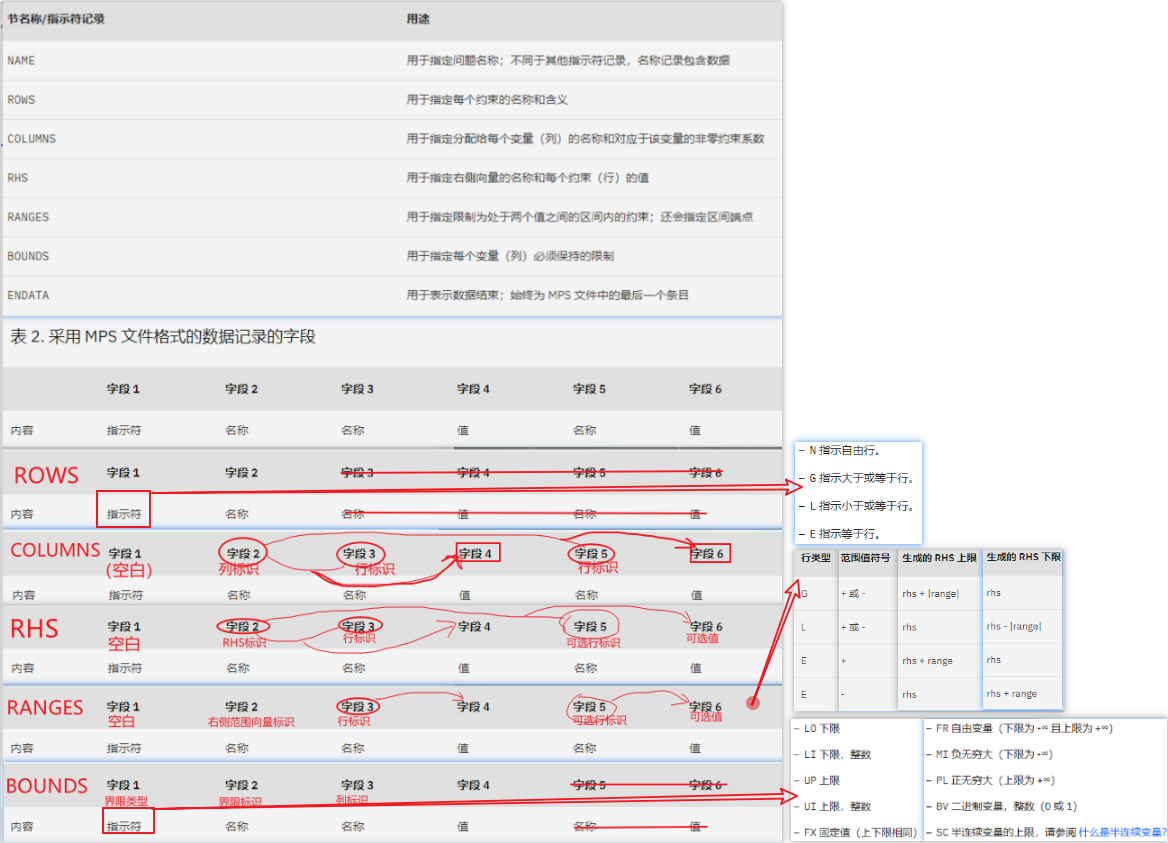 节名称/指示符记录 用途
NAME 用于指定问题名称；不同于其他指示符记录，名称记录包含数据
ROWS 用于指定每个约束的名称和含义
COLUMNS 用于指定分配给每个变量（列）的名称和对应于该变量的非零约束系数
RHS 用于指定右侧向量的名称和每个约束（行）的值
RANGES 用于指定限制为处于两个值之间的区间内的约束；还会指定区间端点
BOUNDS 用于指定每个变量（列）必须保持的限制
ENDATA 用于表示数据结束；始终为 MPS 文件中的最后一个条目
表 2. 采用 MPS 文件格式的数据记录的字段
字段 1 字段 2 字段 3 字段 4 字段 5 字段 6
内容 指示符 名称 名称 值 名称 值
ROWS 字段 1 字段 2 字段 3 字段 4 字段 5 字段 6
内容 指示符 名称 名称 值 名称 值
COLUMNS 字段 1 字段 2 字段 3 字段 4 字段 5 字段 6
(空白) 列标识 行标识 行标识
内容 指示符 名称 名称 值 名称 值
RHS 字段 1 字段 2 字段 3 字段 4 字段 5 字段 6
空白 RHS标识 行标识 可选行标识 可选值
内容 指示符 名称 名称 值 名称 值
RANGES 字段 1 字段 2 字段 3 字段 4 字段 5 字段 6
空白 右侧范围向量标识 行标识 可选行标识 可选值
内容 指示符 名称 名称 值 名称 值
BOUNDS 字段 1 字段 2 字段 3 字段 4 字段 5 字段 6
界限类型 界限标识 列标识
内容 指示符 名称 名称 值 名称 值
– N 指示自由行。
– G 指示大于或等于行。
– L 指示小于或等于行。
– E 指示等于行。
行类型 范围值符号 生成的 RHS 上限 生成的 RHS 下限
G + 或 - rhs + |range| rhs
L + 或 - rhs rhs - |range|
E + rhs + range rhs
E - rhs rhs + range
– LO 下限
– LI 下限，整数
– UP 上限
– UI 上限，整数
– FX 固定值（上下限相同）
– FR 自由变量（下限为 -∞ 且上限为 +∞）
– MI 负无穷大（下限为 -∞）
– PL 正无穷大（上限为 +∞）
– BV 二进制变量，整数（0 或 1）
– SC 半连续变量的上限，请参阅 什么是半连续变量?